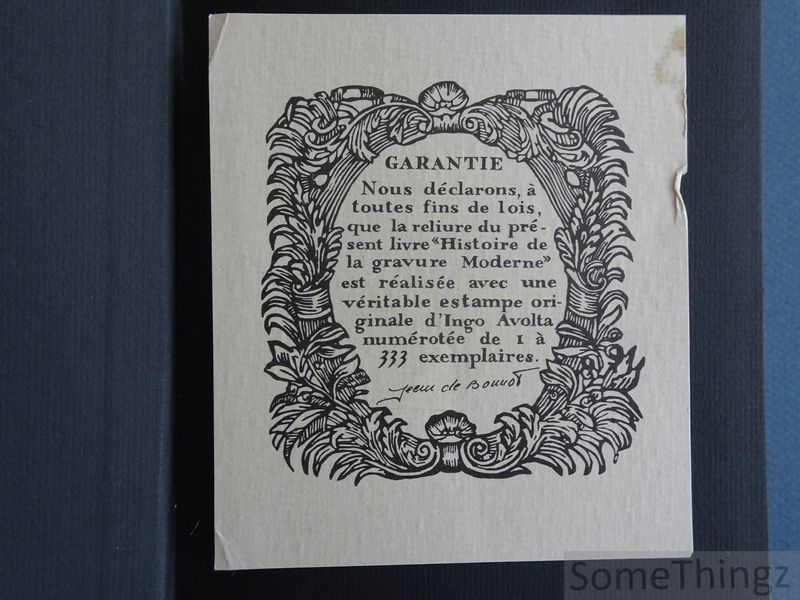 GARANTIE
Nous déclarons, à
toutes fins de lois,
que la reliure du pré-
sent livre «Histoire de
la gravure Moderne»
est réalisée avec une
véritable estampe ori-
ginale d'Ingo Avolta
numérotée de 1 à
333 exemplaires.
Jean de Bonnot
SomeThingz